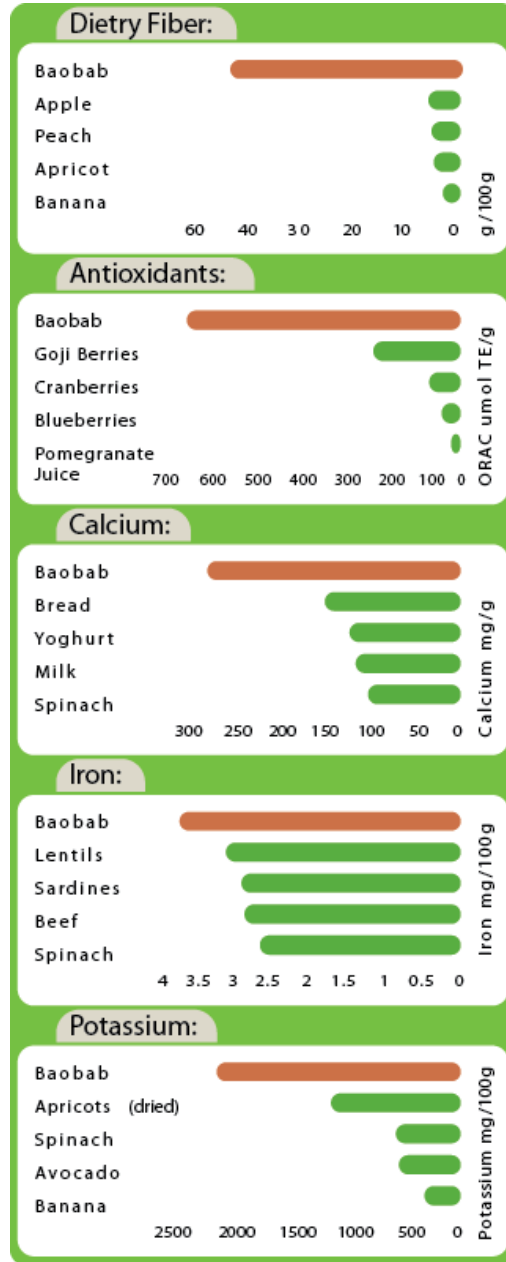 Dietry Fiber:
Baobab
Apple
Peach
Apricot
Banana
60 40 30 20 10 0
g/100g
Antioxidants:
Baobab
Goji Berries
Cranberries
Blueberries
Pomegranate
Juice
700 600 500 400 300 200 100 0
ORAC umol TE/g
Calcium:
Baobab
Bread
Yoghurt
Milk
Spinach
300 250 200 150 100 50 0
Calcium mg/g
Iron:
Baobab
Lentils
Sardines
Beef
Spinach
4 3.5 3 2.5 2 1.5 1 0.5 0
Iron mg/100g
Potassium:
Baobab
Apricots (dried)
Spinach
Avocado
Banana
2500 2000 1500 1000 500 0
Potassium mg/100g